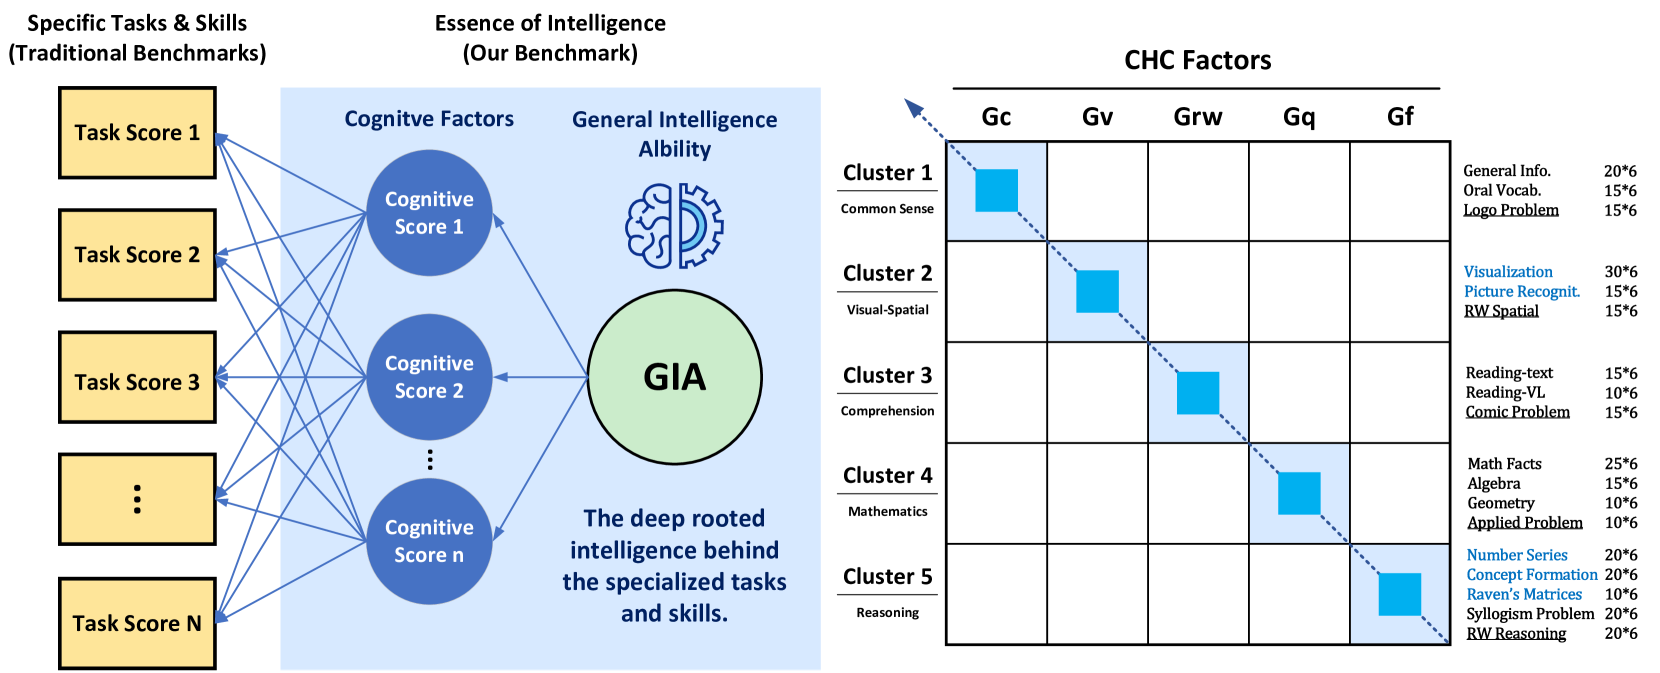 Specific Tasks & Skills
(Traditional Benchmarks)
Task Score 1
Task Score 2
Task Score 3
⋮
Task Score N
Essence of Intelligence
(Our Benchmark)
Cognitve Factors
Cognitive
Score 1
Cognitive
Score 2
⋮
Cognitive
Score n
General Intelligence
Albility
GIA
The deep rooted
intelligence behind
the specialized tasks
and skills.
CHC Factors
Gc Gv Grw Gq Gf
Cluster 1
Common Sense
General Info. 20*6
Oral Vocab. 15*6
Logo Problem 15*6
Cluster 2
Visual-Spatial
Visualization 30*6
Picture Recognit. 15*6
RW Spatial 15*6
Cluster 3
Comprehension
Reading-text 15*6
Reading-VL 10*6
Comic Problem 15*6
Cluster 4
Mathematics
Math Facts 25*6
Algebra 15*6
Geometry 10*6
Applied Problem 10*6
Cluster 5
Reasoning
Number Series 20*6
Concept Formation 20*6
Raven's Matrices 10*6
Syllogism Problem 20*6
RW Reasoning 20*6